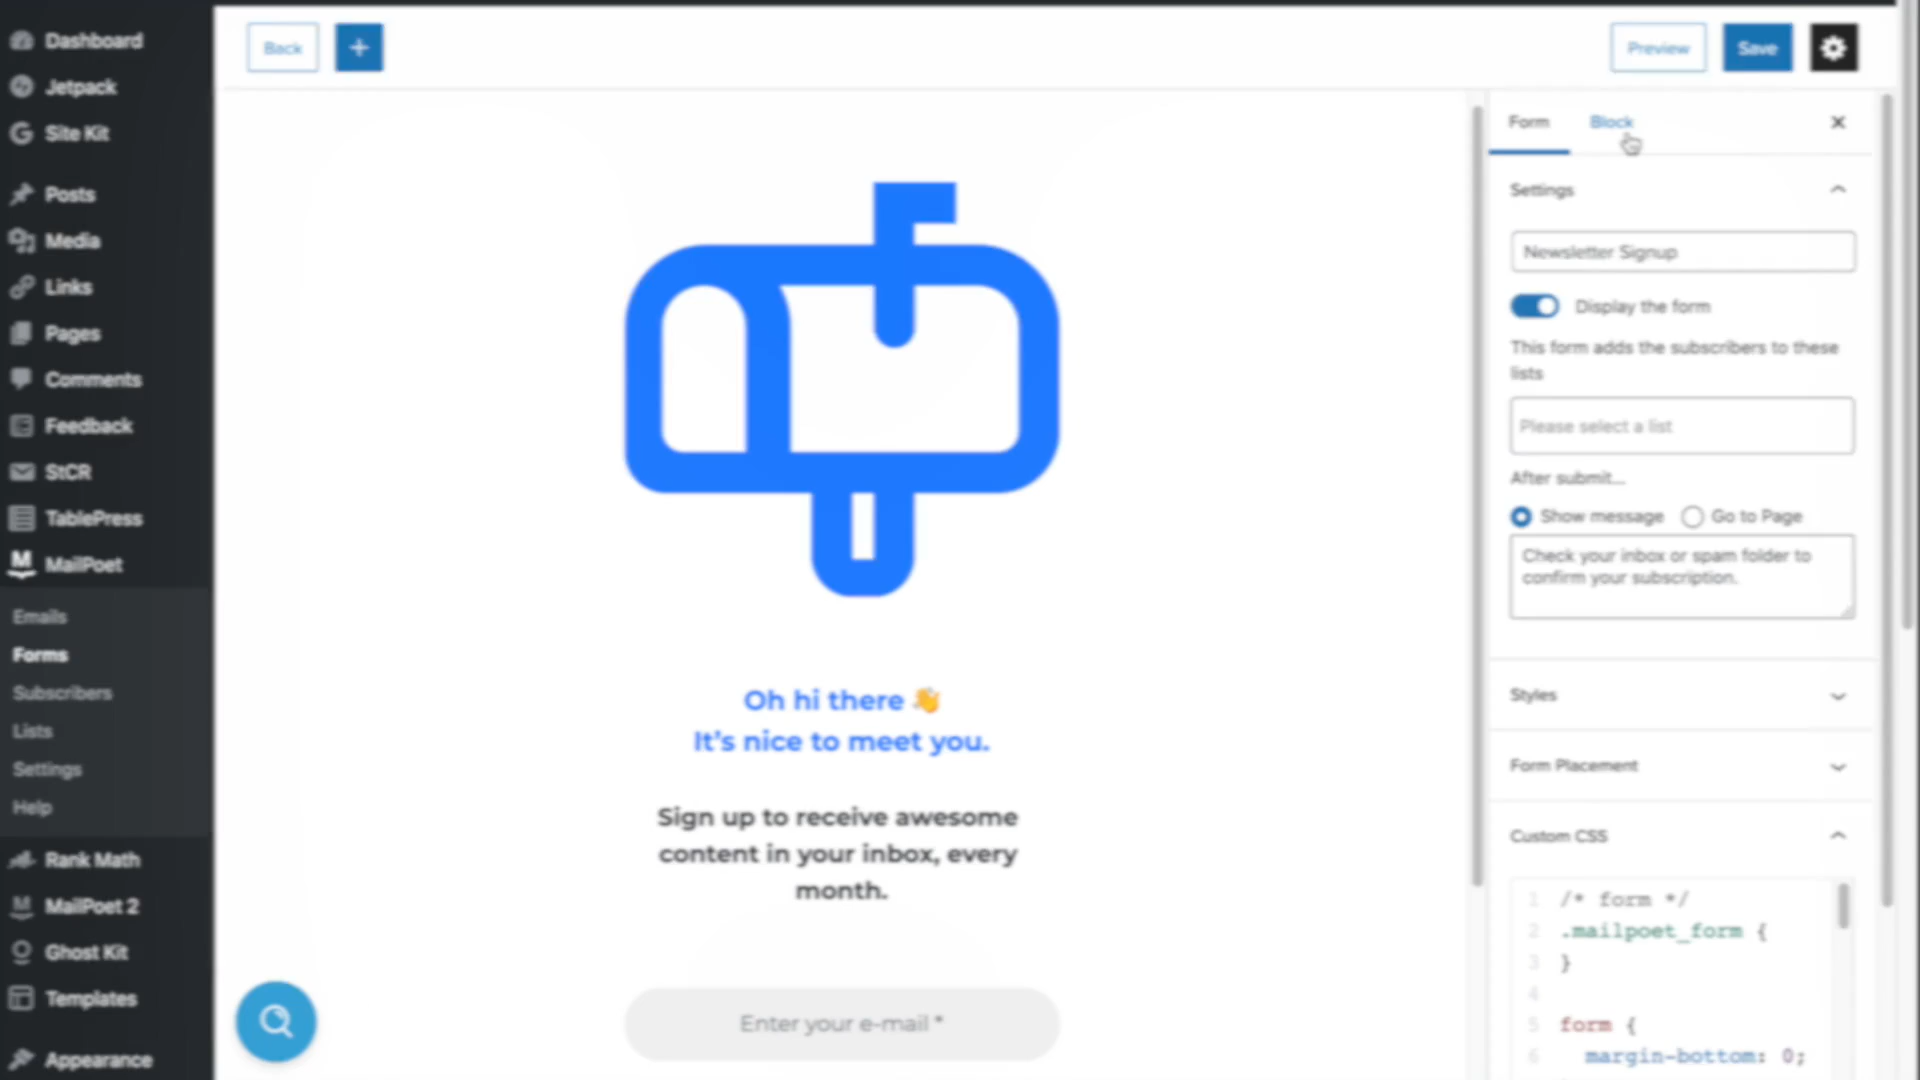 Dashboard
Jetpack
Site Kit
Posts
Media
Links
Pages
Comments
Feedback
StCR
TablePress
MailPoet
Emails
Forms
Subscribers
Lists
Settings
Help
Rank Math
MailPoet 2
Ghost Kit
Templates
Appearance
Back
+
Preview
Save
Oh hi there 👋
It's nice to meet you.
Sign up to receive awesome
content in your inbox, every
month.
Enter your e-mail *
Form Block
Settings
Newsletter Signup
Display the form
This form adds the subscribers to these
lists
Please select a list
After submit...
Show message Go to Page
Check your inbox or spam folder to
confirm your subscription.
Styles
Form Placement
Custom CSS
1 /* form */
2 .mailpoet_form {
3 }
4
5 form {
6 margin-bottom: 0;